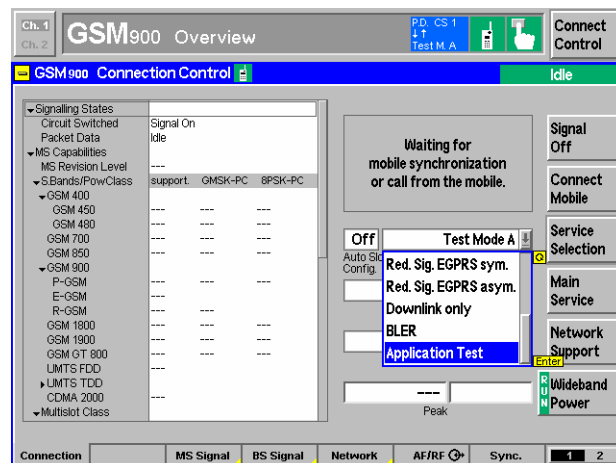 Ch. 1
Ch. 2
GSM900 Overview
P.D. CS 1
Test M. A
Connect Control
GSM 900 Connection Control
Idle
Signalling States
Circuit Switched Signal On
Packet Data Idle
MS Capabilities
MS Revision Level ---
S.Bands/PowClass support. GMSK-PC 8PSK-PC
GSM 400
GSM 450 --- --- ---
GSM 480 --- --- ---
GSM 700 --- --- ---
GSM 850 --- --- ---
GSM 900
P-GSM --- --- ---
E-GSM ---
R-GSM --- ---
GSM 1800 --- --- ---
GSM 1900 --- --- ---
GSM GT 800 --- --- ---
UMTS FDD ---
UMTS TDD
CDMA 2000 ---
Multislot Class
Waiting for
mobile synchronization
or call from the mobile.
Off Test Mode A
Auto Slo
Config.
Red. Sig. EGPRS sym.
Red. Sig. EGPRS asym.
Downlink only
BLER
Application Test
Q
Enter
---
Peak
Signal Off
Connect Mobile
Service Selection
Main Service
Network Support
RUN
Wideband Power
Connection MS Signal BS Signal Network AF/RF Sync. 1 2